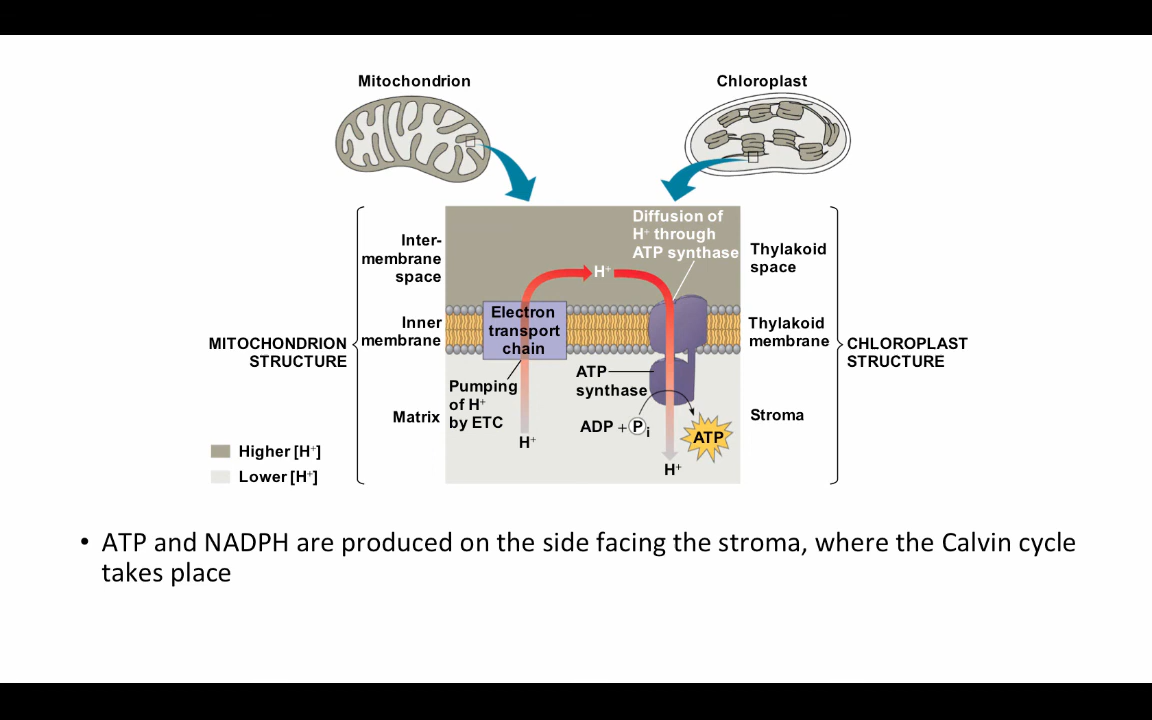 Mitochondrion
Chloroplast
Diffusion of
H⁺ through
ATP synthase
Inter-
membrane
space
Thylakoid
space
H⁺
Electron
transport
chain
Inner
membrane
Thylakoid
membrane
MITOCHONDRION
STRUCTURE
CHLOROPLAST
STRUCTURE
ATP
synthase
Pumping
of H⁺
by ETC
Matrix
Stroma
ADP + P i
ATP
H⁺
H⁺
Higher [H⁺]
Lower [H⁺]
• ATP and NADPH are produced on the side facing the stroma, where the Calvin cycle
takes place